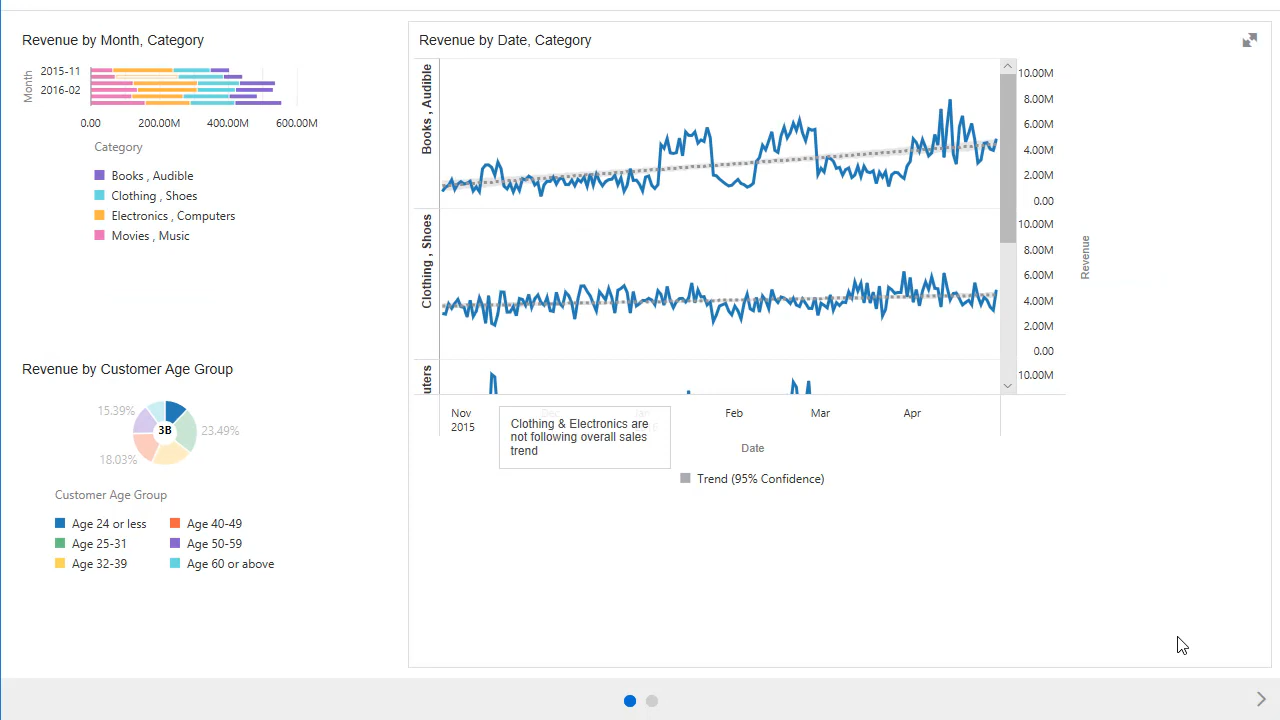 Revenue by Month, Category
Month
2015-11
2016-02
0.00
200.00M
400.00M
600.00M
Category
Books , Audible
Clothing , Shoes
Electronics , Computers
Movies , Music
Revenue by Customer Age Group
15.39%
3B
23.49%
18.03%
Customer Age Group
Age 24 or less
Age 40-49
Age 25-31
Age 50-59
Age 32-39
Age 60 or above
Revenue by Date, Category
Books , Audible
10.00M
8.00M
6.00M
4.00M
2.00M
0.00
Clothing , Shoes
10.00M
8.00M
6.00M
4.00M
2.00M
0.00
uters
10.00M
Revenue
Nov
2015
Dec
Jan
Feb
Mar
Apr
Clothing & Electronics are
not following overall sales
trend
Date
Trend (95% Confidence)